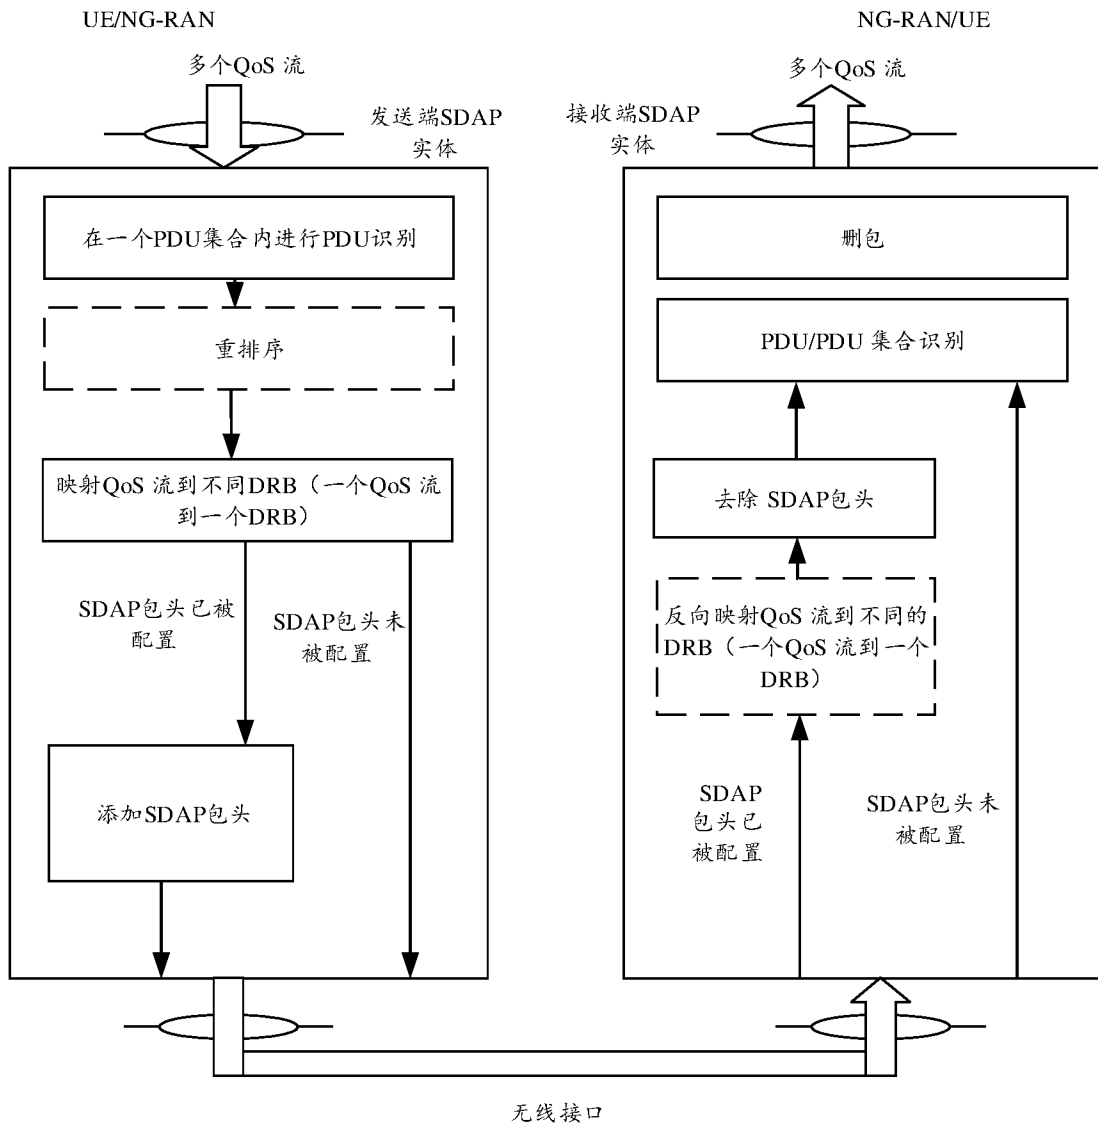 UE/NG-RAN
多个QoS 流
发送端SDAP
实体
在一个PDU集合内进行PDU识别
重排序
映射QoS 流到不同DRB（一个QoS 流
到一个DRB）
SDAP包头已被
配置
SDAP包头未
被配置
添加SDAP包头
NG-RAN/UE
多个QoS 流
接收端SDAP
实体
删包
PDU/PDU 集合识别
去除 SDAP包头
反向映射QoS 流到不同的
DRB（一个QoS 流到一个
DRB）
SDAP
包头已
被配置
SDAP包头未
被配置
无线接口